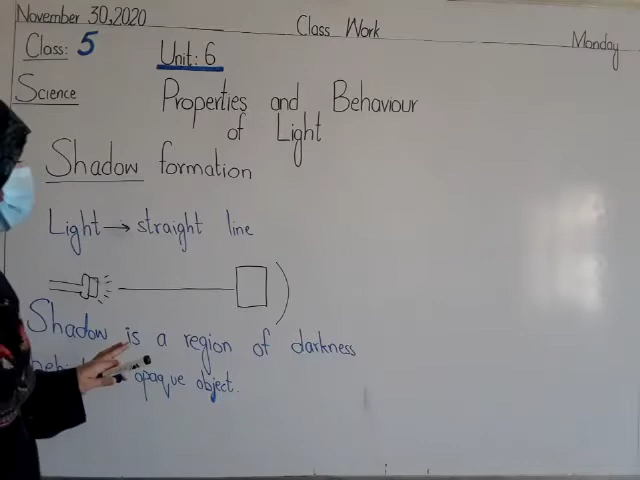 November 30,2020 Class Work Monday
Class: 5 Unit: 6
Science Properties and Behaviour
of Light
Shadow formation
Light → straight line
Shadow is a region of darkness
opaque object.